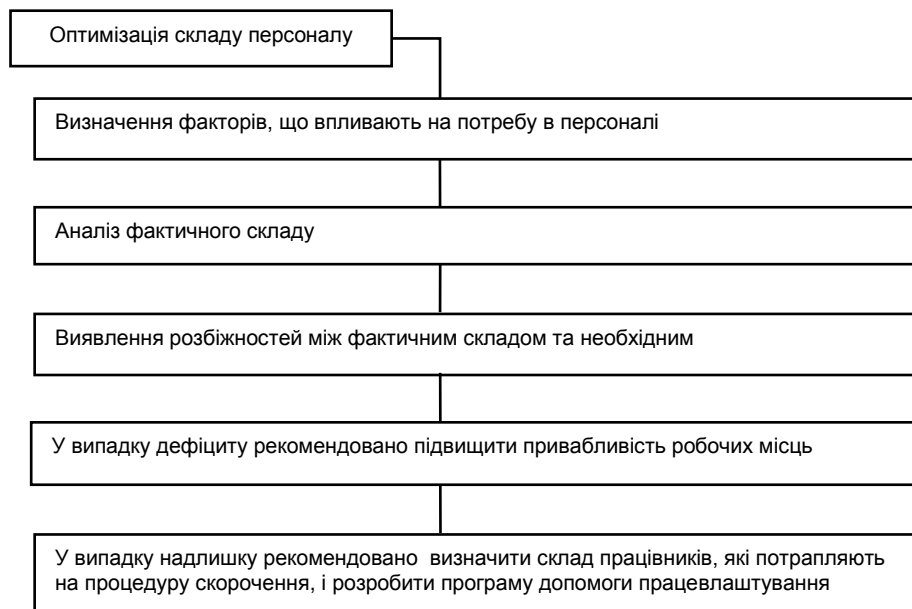 Оптимізація складу персоналу
Визначення факторів, що впливають на потребу в персоналі
Аналіз фактичного складу
Виявлення розбіжностей між фактичним складом та необхідним
У випадку дефіциту рекомендовано підвищити привабливість робочих місць
У випадку надлишку рекомендовано  визначити склад працівників, які потрапляють
на процедуру скорочення, і розробити програму допомоги працевлаштування